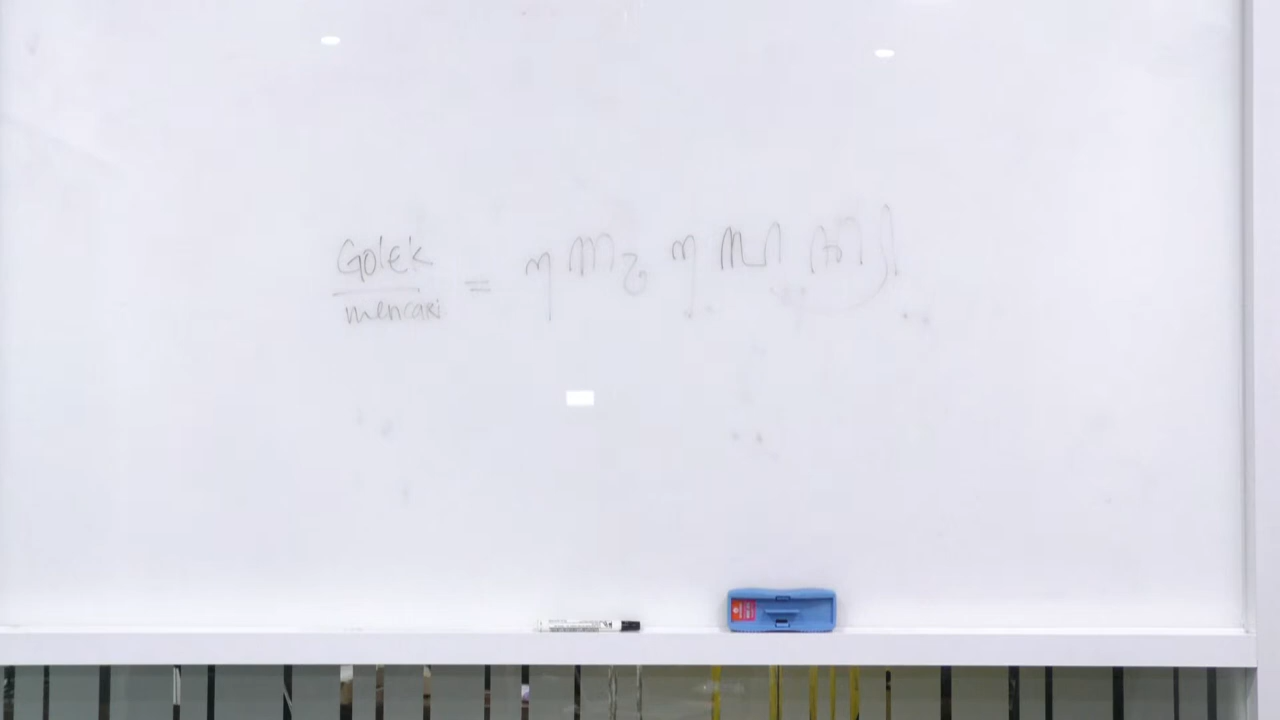 Golek
mencari
= ꦒꦺꦴꦭꦺꦏ꧀